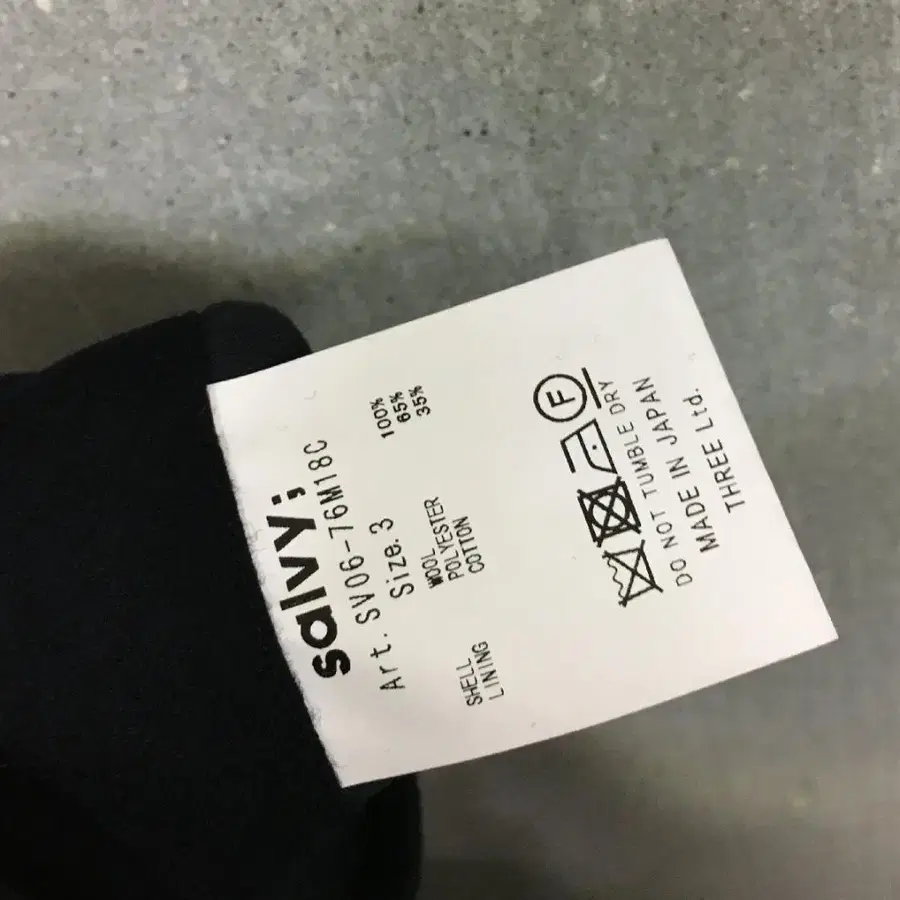 salvy;
Art. SV06-76M18C
Size.3
SHELL WOOL 100%
LINING POLYESTER 65%
COTTON 35%
F
DO NOT TUMBLE DRY
MADE IN JAPAN
THREE Ltd.